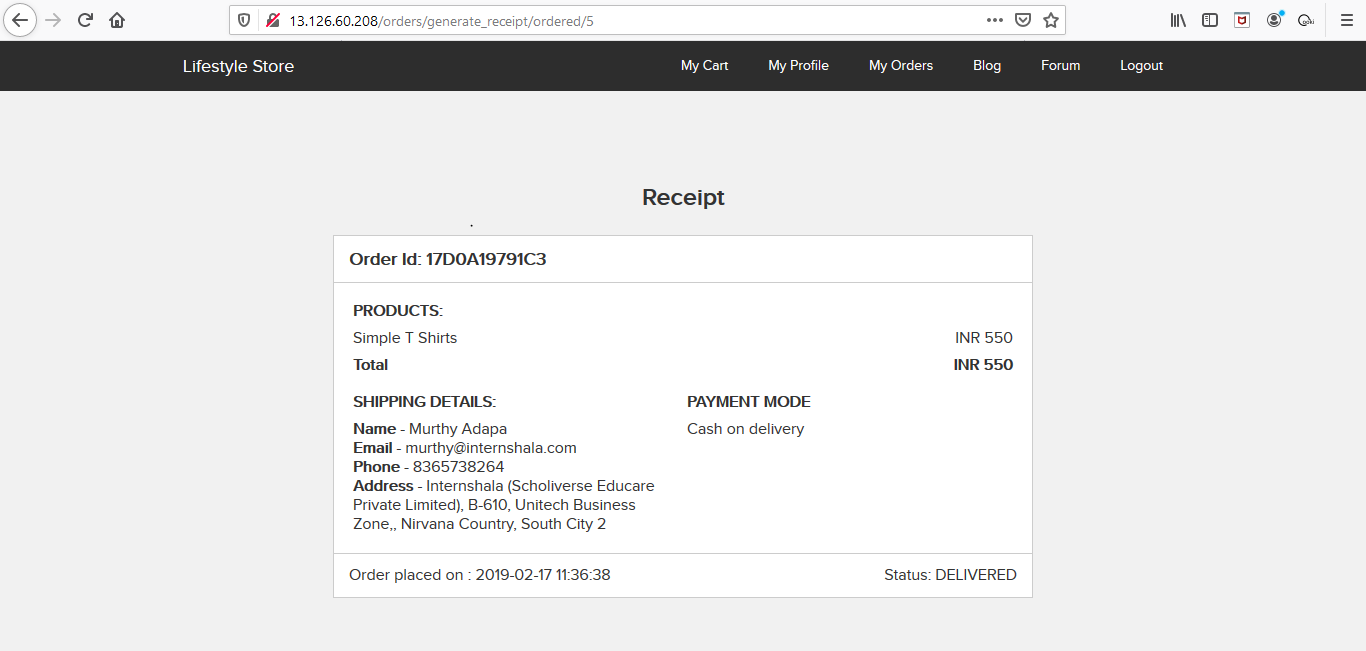 13.126.60.208/orders/generate_receipt/ordered/5
Lifestyle Store My Cart My Profile My Orders Blog Forum Logout
Receipt
Order Id: 17D0A19791C3
PRODUCTS:
Simple T Shirts INR 550
Total INR 550
SHIPPING DETAILS: PAYMENT MODE
Name - Murthy Adapa Cash on delivery
Email - murthy@internshala.com
Phone - 8365738264
Address - Internshala (Scholiverse Educare
Private Limited), B-610, Unitech Business
Zone,, Nirvana Country, South City 2
Order placed on : 2019-02-17 11:36:38 Status: DELIVERED